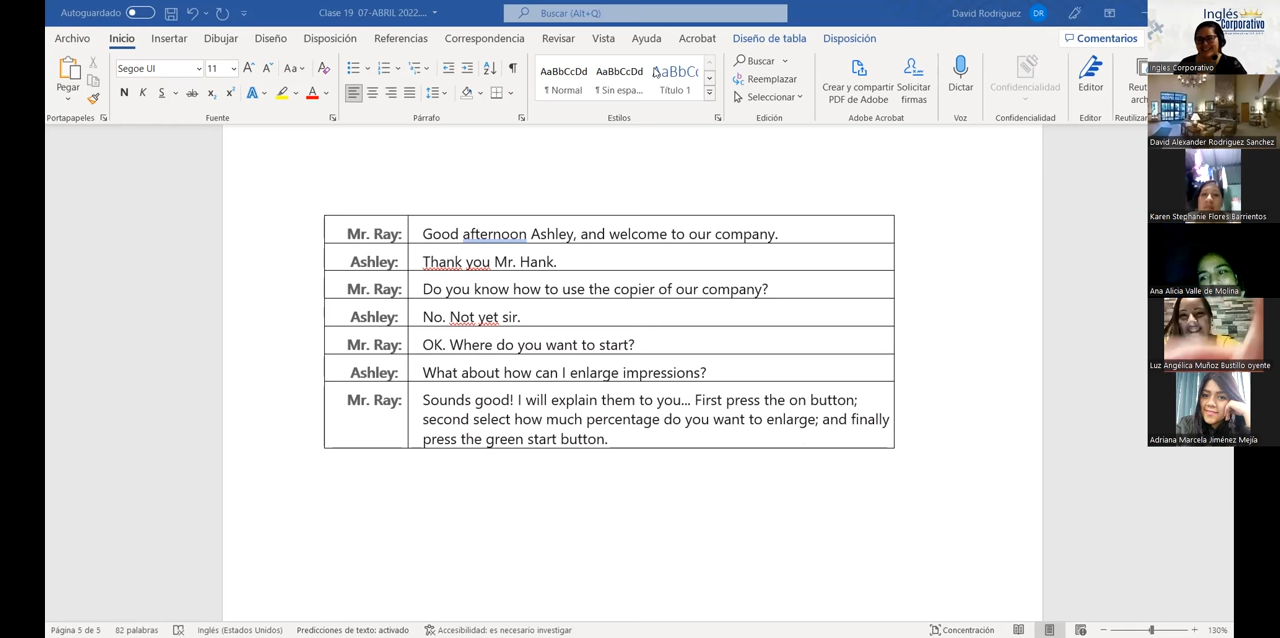 Autoguardado
Clase 19 07-ABRIL 2022....
Buscar (Alt+Q)
David Rodriguez
DR
Archivo Inicio Insertar Dibujar Diseño Disposición Referencias Revisar Vista Ayuda Acrobat Diseño de tabla Disposición
Comentarios
Pegar
Segoe UI 11
N K S ab
AaBbCcDd AaBbCcDd
¶ Normal ¶ Sin espa... Título 1
Buscar
Reemplazar
Seleccionar
Crear y compartir PDF de Adobe
Solicitar firmas
Dictar
Confidencialidad
Editor
Portapapeles Fuente Párrafo Estilos Edición Adobe Acrobat Voz Confidencialidad Editor
Mr. Ray: Good afternoon Ashley, and welcome to our company.
Ashley: Thank you Mr. Hank.
Mr. Ray: Do you know how to use the copier of our company?
Ashley: No. Not yet sir.
Mr. Ray: OK. Where do you want to start?
Ashley: What about how can I enlarge impressions?
Mr. Ray: Sounds good! I will explain them to you... First press the on button;
second select how much percentage do you want to enlarge; and finally
press the green start button.
Inglés
Corporativo
Ingles Corporativo
David Alexander Rodriguez Sanchez
Karen Stephanie Flores Barrientos
Ana Alicia Valle de Molina
Luz Angélica Muñoz Bustillo oyente
Adriana Marcela Jiménez Mejía
Página 5 de 5 82 palabras Inglés (Estados Unidos) Predicciones de texto: activado Accesibilidad: es necesario investigar
Concentración
130%